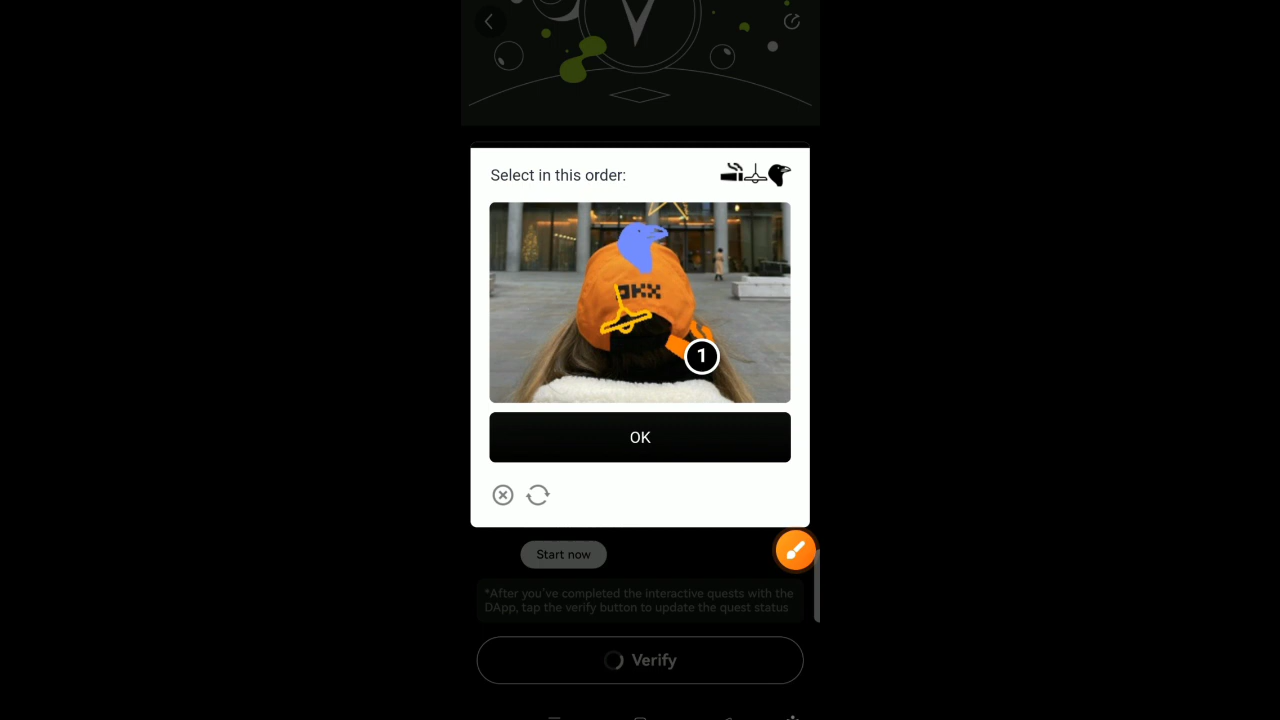 Select in this order:
OKX
1
OK
Start now
*After you've completed the interactive quests with the
DApp, tap the verify button to update the quest status
Verify